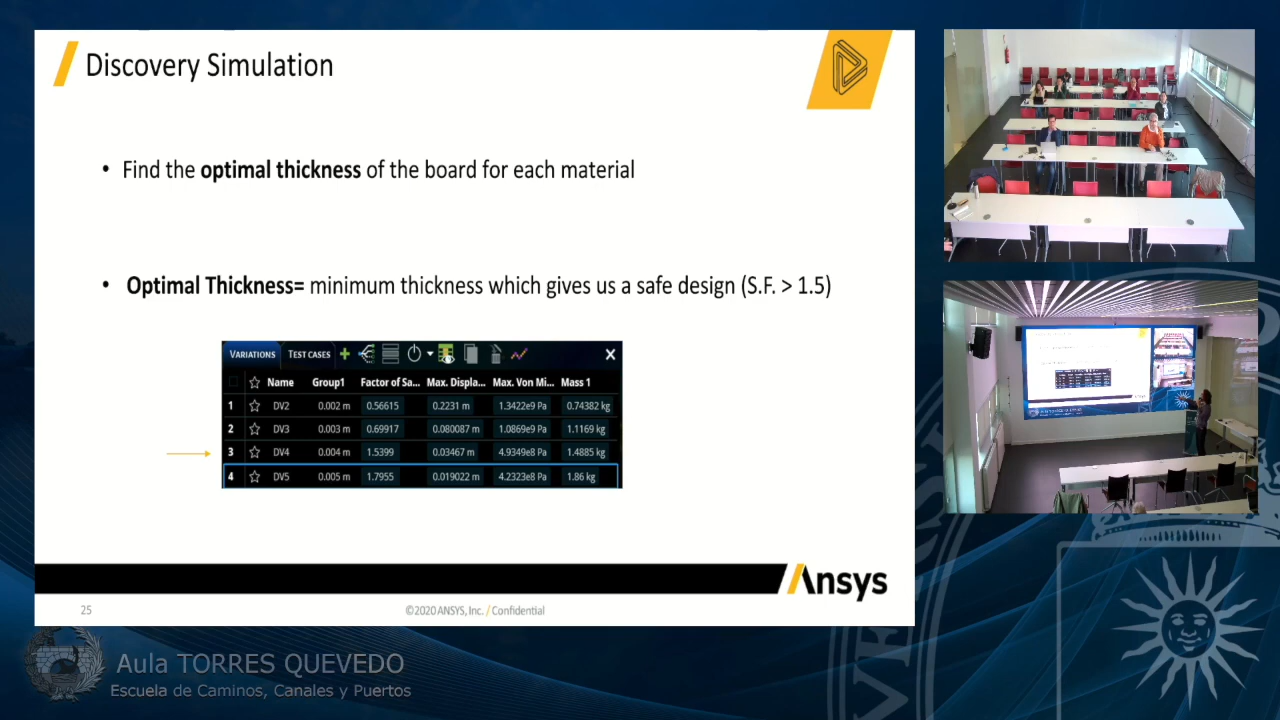 Discovery Simulation
• Find the optimal thickness of the board for each material
• Optimal Thickness= minimum thickness which gives us a safe design (S.F. > 1.5)
VARIATIONS TEST CASES
Name Group1 Factor of Sa... Max. Displa... Max. Von Mi... Mass 1
1 DV2 0.002 m 0.56615 0.2231 m 1.3422e9 Pa 0.74382 kg
2 DV3 0.003 m 0.69917 0.080087 m 1.0869e9 Pa 1.1169 kg
3 DV4 0.004 m 1.5399 0.03467 m 4.9349e8 Pa 1.4885 kg
4 DV5 0.005 m 1.7955 0.019022 m 4.2323e8 Pa 1.86 kg
Ansys
25
©2020 ANSYS, Inc. / Confidential
Aula TORRES QUEVEDO
Escuela de Caminos, Canales y Puertos